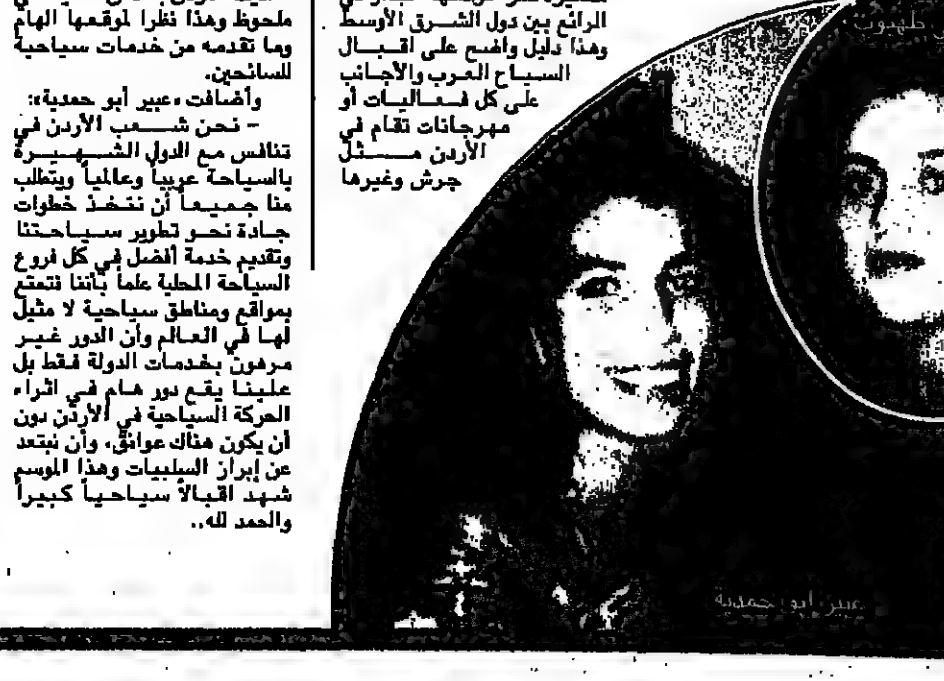 الرائع بين دول الشرق الأوسط
وهذا دليل واضح على اقبال
السياح العرب والأجانب
على كل فعاليات أو
مهرجانات تقام في
الأردن مثل
جرش وغيرها
ملحوظ وهذا نظرا لموقعها الهام
وما تقدمه من خدمات سياحية
للسائحين.
وأضافت «عبير أبو حمدية»:
- نحن شعب الأردن في
تنافس مع الدول الشهيرة
بالسياحة عربياً وعالمياً ويتطلب
منا جميعاً أن نتخذ خطوات
جادة نحو تطوير سياحتنا
وتقديم خدمة أفضل في كل فروع
السياحة المحلية علماً بأننا نتمتع
بمواقع ومناطق سياحية لا مثيل
لها في العالم وأن الدور غير
مرهون بخدمات الدولة فقط بل
علينا يقع دور هام في اثراء
الحركة السياحية في الأردن دون
أن يكون هناك عوائق، وأن نبتعد
عن إبراز السلبيات وهذا الموسم
شهد اقبالاً سياحياً كبيراً
والحمد لله..
طهبوب
عبير أبو حمدية